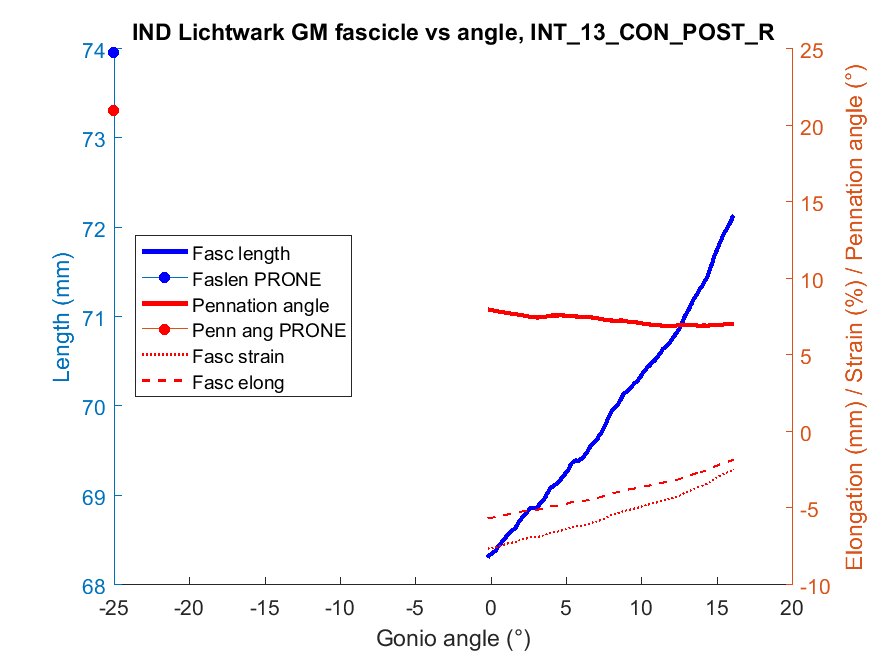 IND Lichtwark GM fascicle vs angle, INT_13_CON_POST_R
74
73
72
71
70
69
68
Length (mm)
25
20
15
10
5
0
-5
-10
Elongation (mm) / Strain (%) / Pennation angle (°)
Fasc length
Faslen PRONE
Pennation angle
Penn ang PRONE
Fasc strain
Fasc elong
-25
-20
-15
-10
-5
0
5
10
15
20
Gonio angle (°)